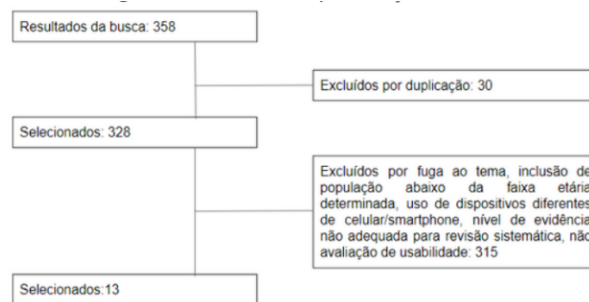 Resultados da busca: 358
Excluídos por duplicação: 30
Selecionados: 328
Excluídos por fuga ao tema, inclusão de
população abaixo da faixa etária
determinada, uso de dispositivos diferentes
de celular/smartphone, nível de evidência
não adequada para revisão sistemática, não
avaliação de usabilidade: 315
Selecionados:13